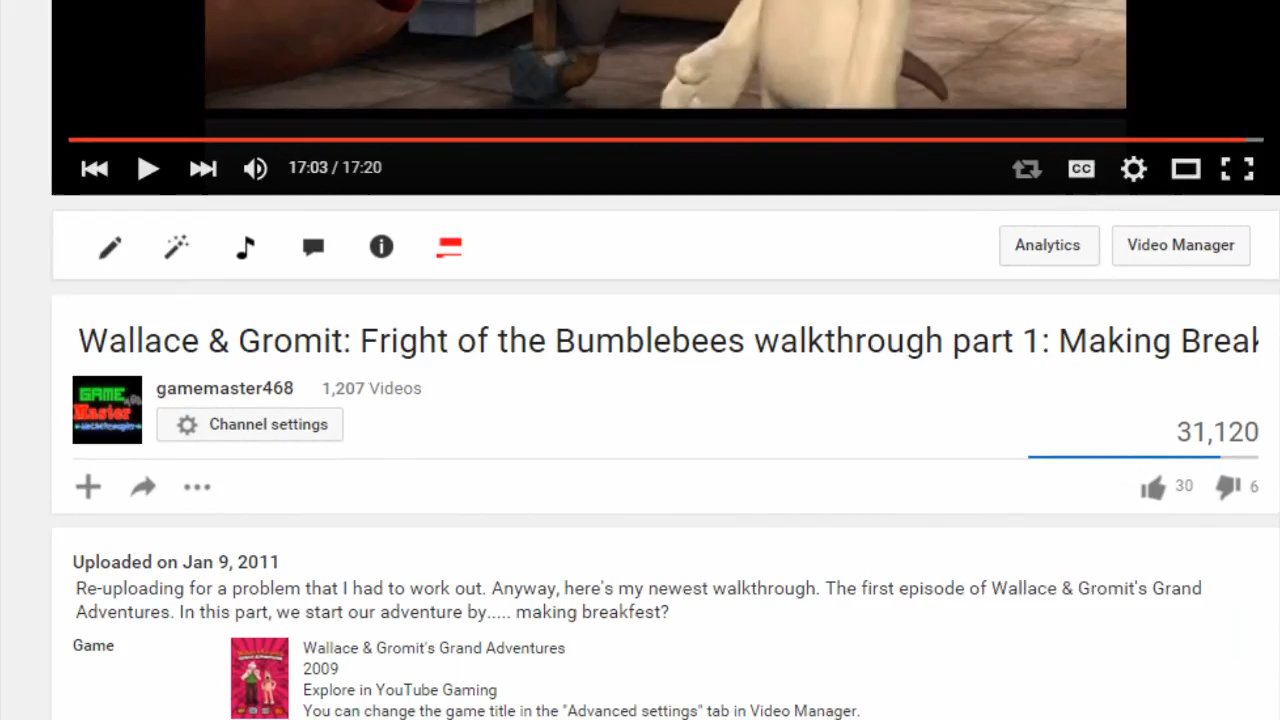 17:03 / 17:20
CC
Analytics
Video Manager
Wallace & Gromit: Fright of the Bumblebees walkthrough part 1: Making Break
GAME
Master
gamemaster468 1,207 Videos
Channel settings
31,120
30 6
Uploaded on Jan 9, 2011
Re-uploading for a problem that I had to work out. Anyway, here's my newest walkthrough. The first episode of Wallace & Gromit's Grand
Adventures. In this part, we start our adventure by..... making breakfest?
Game
Wallace & Gromit's Grand Adventures
2009
Explore in YouTube Gaming
You can change the game title in the "Advanced settings" tab in Video Manager.